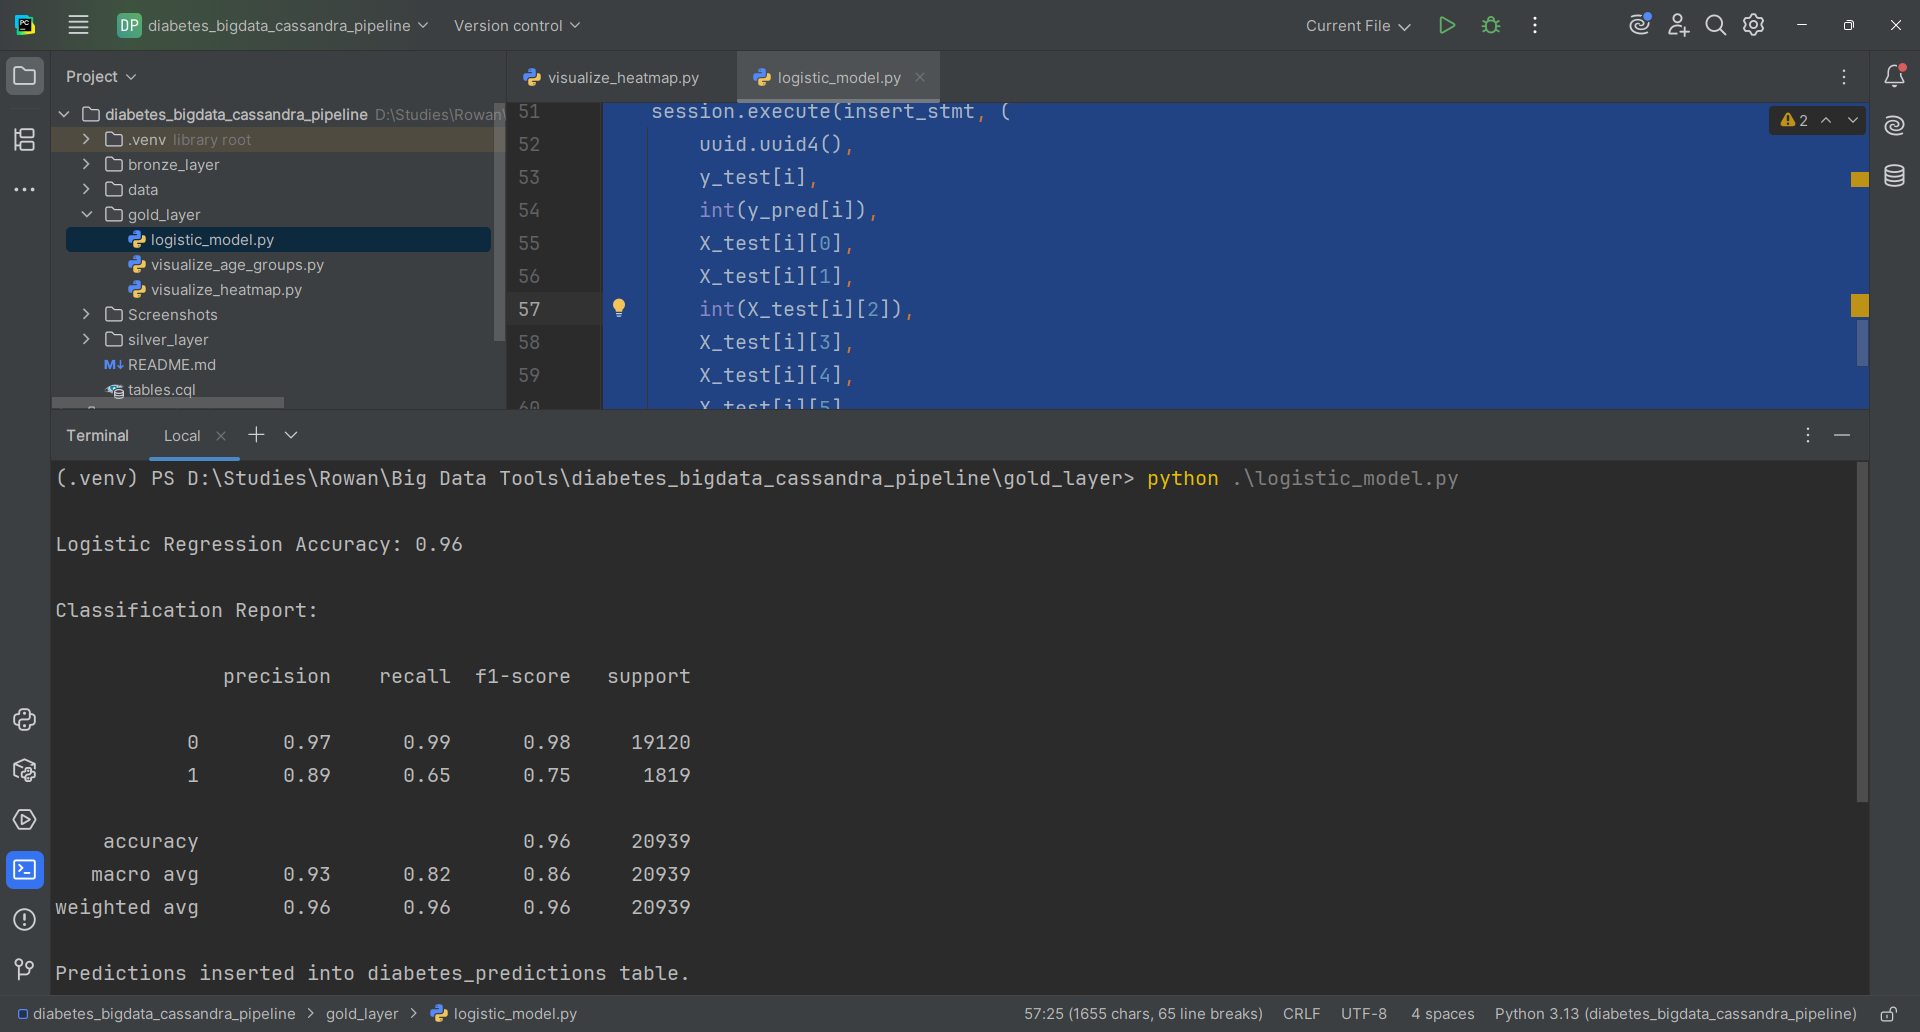 DP diabetes_bigdata_cassandra_pipeline Version control Current File
Project
diabetes_bigdata_cassandra_pipeline D:\Studies\Rowan\
.venv library root
bronze_layer
data
gold_layer
logistic_model.py
visualize_age_groups.py
visualize_heatmap.py
Screenshots
silver_layer
README.md
tables.cql
visualize_heatmap.py logistic_model.py
2
51 session.execute(insert_stmt, (
52 uuid.uuid4(),
53 y_test[i],
54 int(y_pred[i]),
55 X_test[i][0],
56 X_test[i][1],
57 int(X_test[i][2]),
58 X_test[i][3],
59 X_test[i][4],
60 X_test[i][5]
Terminal Local
(.venv) PS D:\Studies\Rowan\Big Data Tools\diabetes_bigdata_cassandra_pipeline\gold_layer> python .\logistic_model.py
Logistic Regression Accuracy: 0.96
Classification Report:
precision recall f1-score support
0 0.97 0.99 0.98 19120
1 0.89 0.65 0.75 1819
accuracy 0.96 20939
macro avg 0.93 0.82 0.86 20939
weighted avg 0.96 0.96 0.96 20939
Predictions inserted into diabetes_predictions table.
diabetes_bigdata_cassandra_pipeline > gold_layer > logistic_model.py 57:25 (1655 chars, 65 line breaks) CRLF UTF-8 4 spaces Python 3.13 (diabetes_bigdata_cassandra_pipeline)